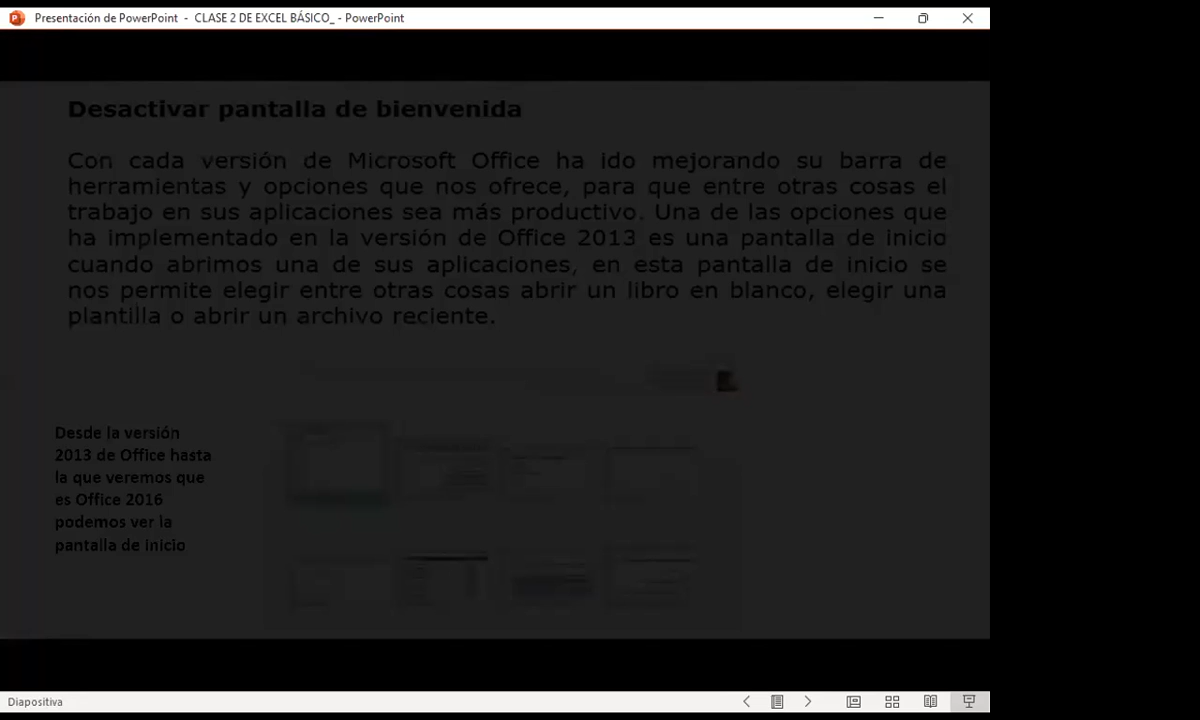 Presentación de PowerPoint - CLASE 2 DE EXCEL BÁSICO_ - PowerPoint
Desactivar pantalla de bienvenida
Con cada versión de Microsoft Office ha ido mejorando su barra de
herramientas y opciones que nos ofrece, para que entre otras cosas el
trabajo en sus aplicaciones sea más productivo. Una de las opciones que
ha implementado en la versión de Office 2013 es una pantalla de inicio
cuando abrimos una de sus aplicaciones, en esta pantalla de inicio se
nos permite elegir entre otras cosas abrir un libro en blanco, elegir una
plantilla o abrir un archivo reciente.
Desde la versión
2013 de Office hasta
la que veremos que
es Office 2016
podemos ver la
pantalla de inicio
Diapositiva